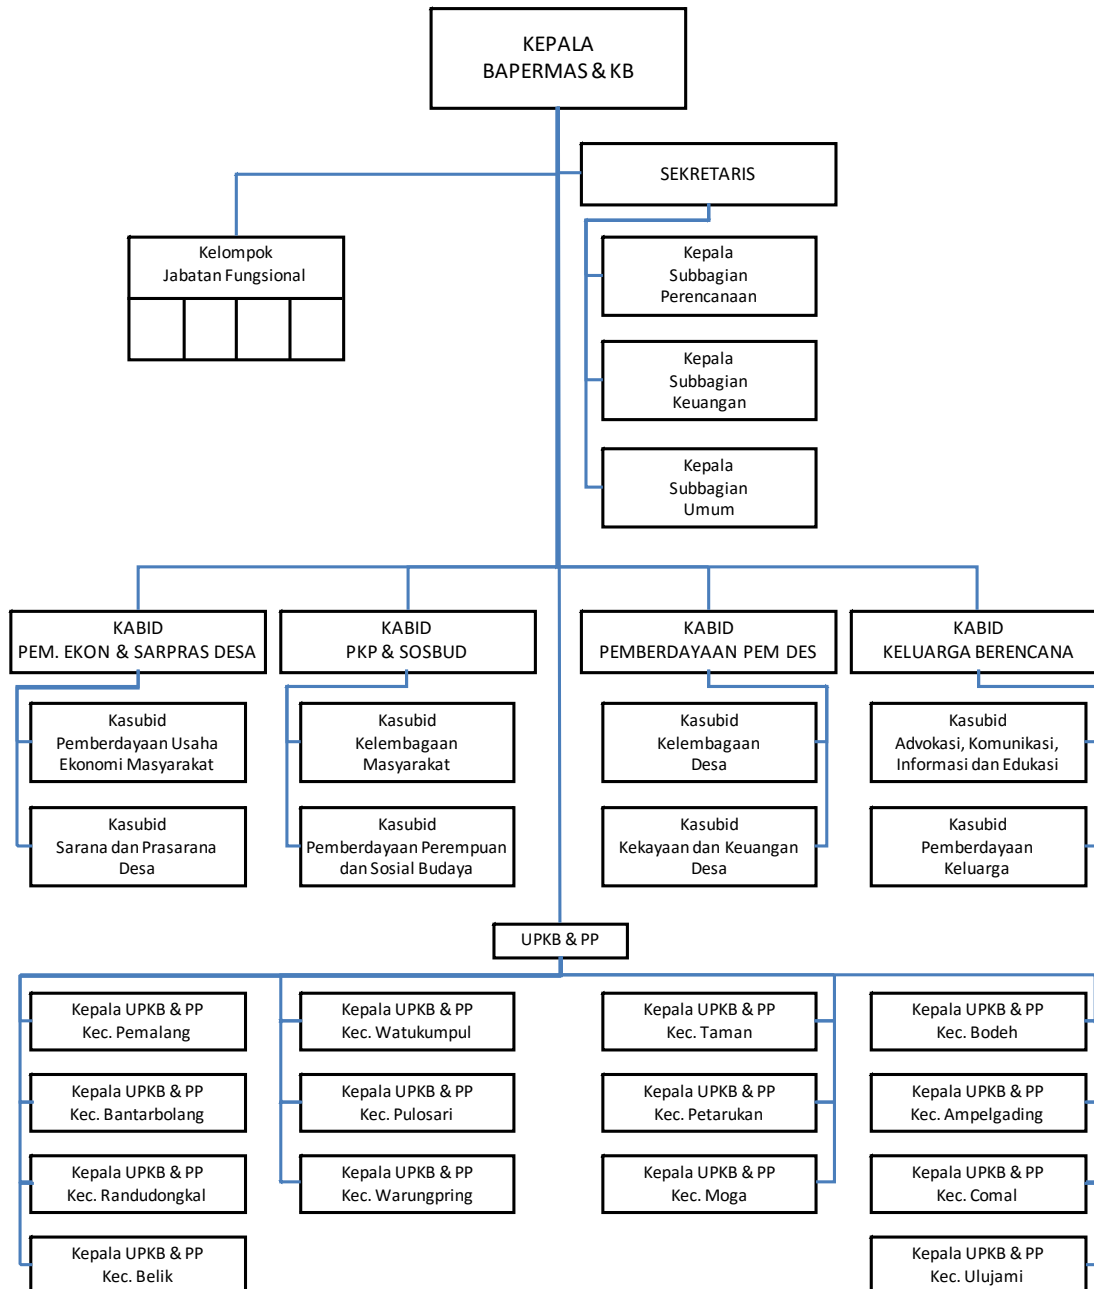 KEPALA
BAPERMAS & KB
SEKRETARIS
Kelompok
Jabatan Fungsional
Kepala
Subbagian
Perencanaan
Kepala
Subbagian
Keuangan
Kepala
Subbagian
Umum
KABID
PEM. EKON & SARPRAS DESA
KABID
PKP & SOSBUD
KABID
PEMBERDAYAAN PEM DES
KABID
KELUARGA BERENCANA
Kasubid
Pemberdayaan Usaha
Ekonomi Masyarakat
Kasubid
Kelembagaan
Masyarakat
Kasubid
Kelembagaan
Desa
Kasubid
Advokasi, Komunikasi,
Informasi dan Edukasi
Kasubid
Sarana dan Prasarana
Desa
Kasubid
Pemberdayaan Perempuan
dan Sosial Budaya
Kasubid
Kekayaan dan Keuangan
Desa
Kasubid
Pemberdayaan
Keluarga
UPKB & PP
Kepala UPKB & PP
Kec. Pemalang
Kepala UPKB & PP
Kec. Watukumpul
Kepala UPKB & PP
Kec. Taman
Kepala UPKB & PP
Kec. Bodeh
Kepala UPKB & PP
Kec. Bantarbolang
Kepala UPKB & PP
Kec. Pulosari
Kepala UPKB & PP
Kec. Petarukan
Kepala UPKB & PP
Kec. Ampelgading
Kepala UPKB & PP
Kec. Randudongkal
Kepala UPKB & PP
Kec. Warungpring
Kepala UPKB & PP
Kec. Moga
Kepala UPKB & PP
Kec. Comal
Kepala UPKB & PP
Kec. Belik
Kepala UPKB & PP
Kec. Ulujami